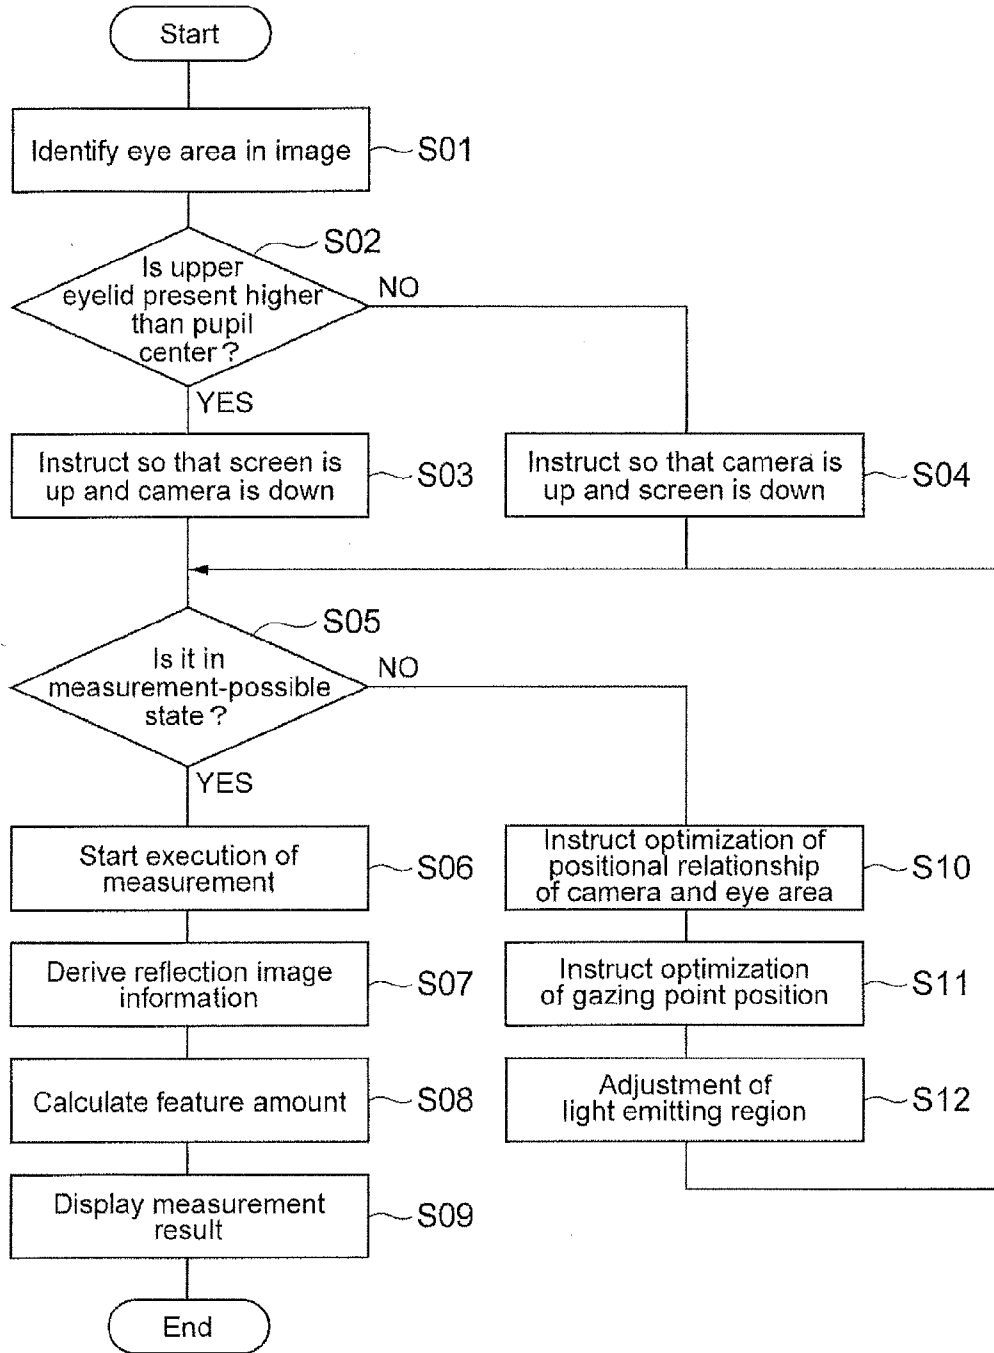 Start
Identify eye area in image
S01
S02
Is upper
eyelid present higher
than pupil
center?
NO
YES
Instruct so that screen is
up and camera is down
S03
Instruct so that camera is
up and screen is down
S04
S05
Is it in
measurement-possible
state?
NO
YES
Start execution of
measurement
S06
Instruct optimization of
positional relationship
of camera and eye area
S10
Derive reflection image
information
S07
Instruct optimization
of gazing point position
S11
Calculate feature amount
S08
Adjustment of
light emitting region
S12
Display measurement
result
S09
End